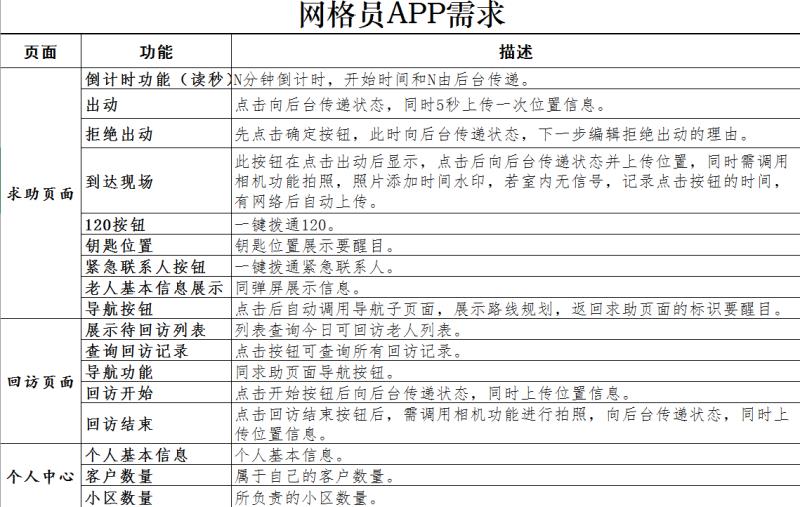 网格员APP需求
页面 功能 描述
求助页面
倒计时功能（读秒） N分钟倒计时，开始时间和N由后台传递。
出动 点击向后台传递状态，同时5秒上传一次位置信息。
拒绝出动 先点击确定按钮，此时向后台传递状态，下一步编辑拒绝出动的理由。
到达现场 此按钮在点击出动后显示，点击后向后台传递状态并上传位置，同时需调用
相机功能拍照，照片添加时间水印，若室内无信号，记录点击按钮的时间，
有网络后自动上传。
120按钮 一键拨通120。
钥匙位置 钥匙位置展示要醒目。
紧急联系人按钮 一键拨通紧急联系人。
老人基本信息展示 同弹屏展示信息。
导航按钮 点击后自动调用导航子页面，展示路线规划，返回求助页面的标识要醒目。
回访页面
展示待回访列表 列表查询今日可回访老人列表。
查询回访记录 点击按钮可查询所有回访记录。
导航功能 同求助页面导航按钮。
回访开始 点击开始按钮后向后台传递状态，同时上传位置信息。
回访结束 点击回访结束按钮后，需调用相机功能进行拍照，向后台传递状态，同时上
传位置信息。
个人中心
个人基本信息 个人基本信息。
客户数量 属于自己的客户数量。
小区数量 所负责的小区数量。